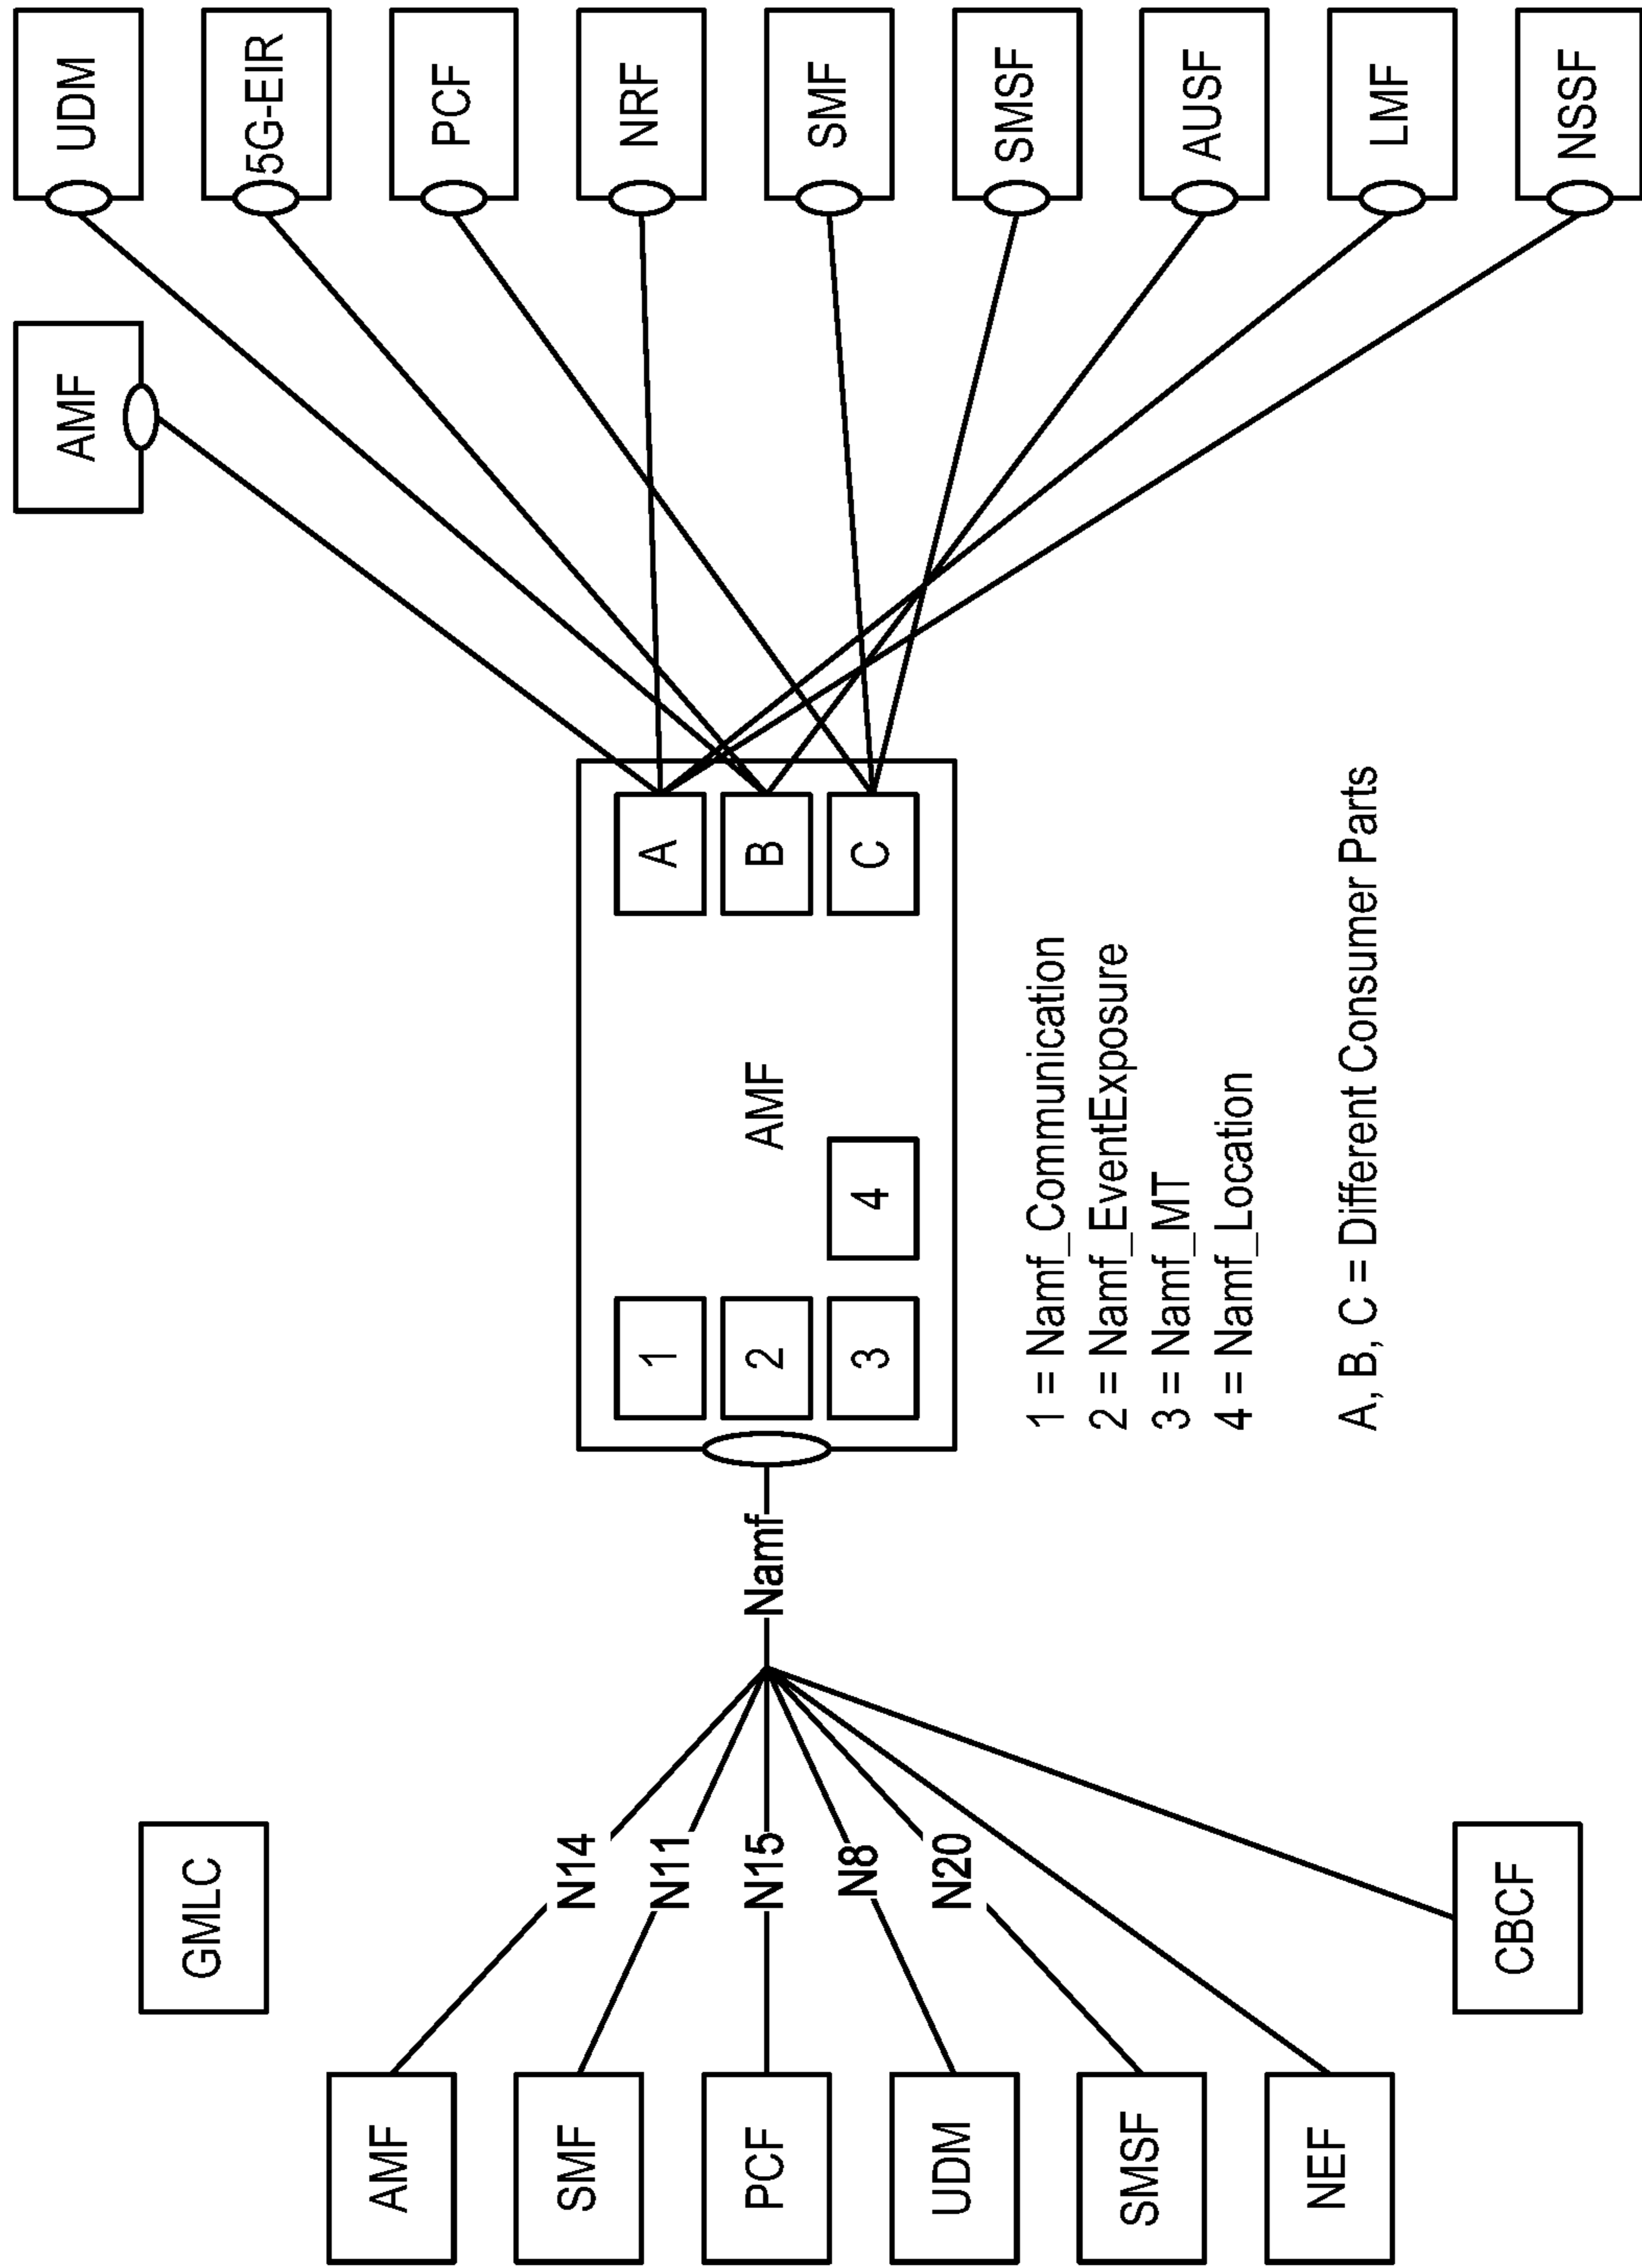 GMLC
AMF
SMF
PCF
UDM
SMSF
NEF
CBCF
N14
N11
N15
N8
N20
Namf
1
2
3
4
AMF
A
B
C
1 = Namf_Communication
2 = Namf_EventExposure
3 = Namf_MT
4 = Namf_Location
A, B, C = Different Consumer Parts
AMF
UDM
5G-EIR
PCF
NRF
SMF
SMSF
AUSF
LMF
NSSF